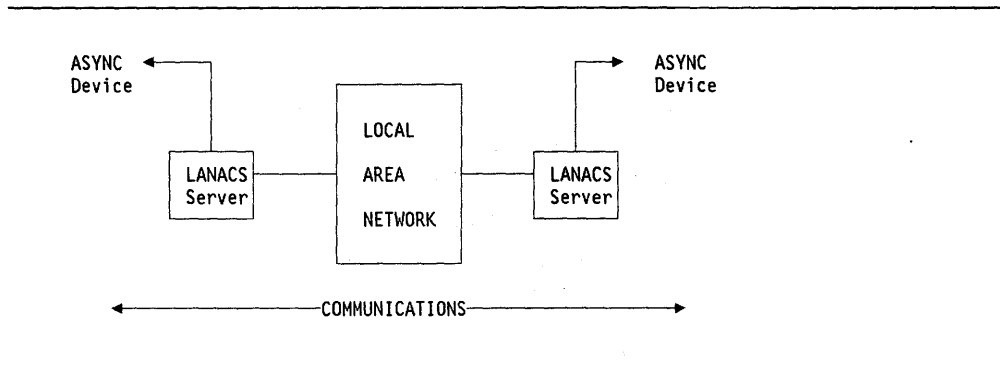 ASYNC
Device
ASYNC
Device
LOCAL
AREA
NETWORK
LANACS
Server
LANACS
Server
COMMUNICATIONS